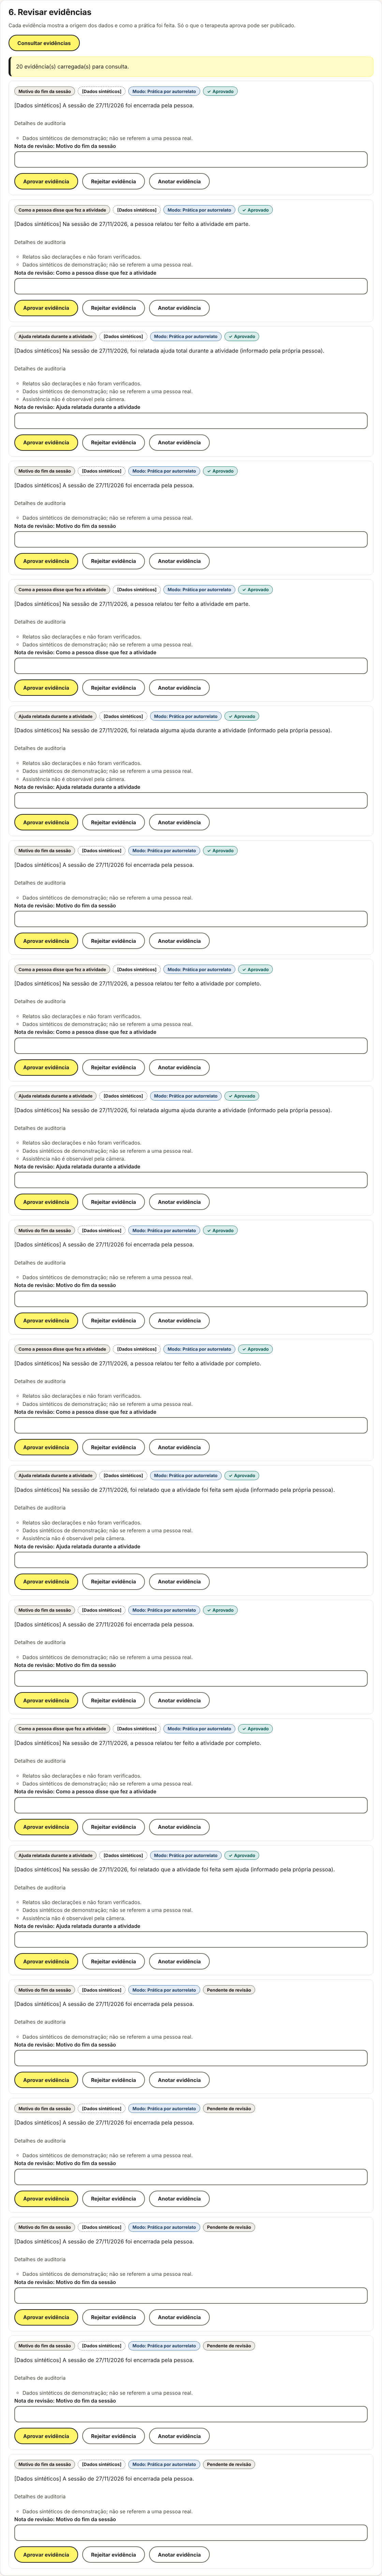 6. Revisar evidências
Cada evidência mostra a origem dos dados e como a prática foi feita. Só o que o terapeuta aprova pode ser publicado.
Consultar evidências
20 evidência(s) carregada(s) para consulta.
Motivo do fim da sessão [Dados sintéticos] Modo: Prática por autorrelato ✓ Aprovado
[Dados sintéticos] A sessão de 27/11/2026 foi encerrada pela pessoa.
Detalhes de auditoria
Dados sintéticos de demonstração; não se referem a uma pessoa real.
Nota de revisão: Motivo do fim da sessão
Aprovar evidência Rejeitar evidência Anotar evidência
Como a pessoa disse que fez a atividade [Dados sintéticos] Modo: Prática por autorrelato ✓ Aprovado
[Dados sintéticos] Na sessão de 27/11/2026, a pessoa relatou ter feito a atividade em parte.
Detalhes de auditoria
Relatos são declarações e não foram verificados.
Dados sintéticos de demonstração; não se referem a uma pessoa real.
Nota de revisão: Como a pessoa disse que fez a atividade
Aprovar evidência Rejeitar evidência Anotar evidência
Ajuda relatada durante a atividade [Dados sintéticos] Modo: Prática por autorrelato ✓ Aprovado
[Dados sintéticos] Na sessão de 27/11/2026, foi relatada ajuda total durante a atividade (informado pela própria pessoa).
Detalhes de auditoria
Relatos são declarações e não foram verificados.
Dados sintéticos de demonstração; não se referem a uma pessoa real.
Assistência não é observável pela câmera.
Nota de revisão: Ajuda relatada durante a atividade
Aprovar evidência Rejeitar evidência Anotar evidência
Motivo do fim da sessão [Dados sintéticos] Modo: Prática por autorrelato ✓ Aprovado
[Dados sintéticos] A sessão de 27/11/2026 foi encerrada pela pessoa.
Detalhes de auditoria
Dados sintéticos de demonstração; não se referem a uma pessoa real.
Nota de revisão: Motivo do fim da sessão
Aprovar evidência Rejeitar evidência Anotar evidência
Como a pessoa disse que fez a atividade [Dados sintéticos] Modo: Prática por autorrelato ✓ Aprovado
[Dados sintéticos] Na sessão de 27/11/2026, a pessoa relatou ter feito a atividade em parte.
Detalhes de auditoria
Relatos são declarações e não foram verificados.
Dados sintéticos de demonstração; não se referem a uma pessoa real.
Nota de revisão: Como a pessoa disse que fez a atividade
Aprovar evidência Rejeitar evidência Anotar evidência
Ajuda relatada durante a atividade [Dados sintéticos] Modo: Prática por autorrelato ✓ Aprovado
[Dados sintéticos] Na sessão de 27/11/2026, foi relatada alguma ajuda durante a atividade (informado pela própria pessoa).
Detalhes de auditoria
Relatos são declarações e não foram verificados.
Dados sintéticos de demonstração; não se referem a uma pessoa real.
Assistência não é observável pela câmera.
Nota de revisão: Ajuda relatada durante a atividade
Aprovar evidência Rejeitar evidência Anotar evidência
Motivo do fim da sessão [Dados sintéticos] Modo: Prática por autorrelato ✓ Aprovado
[Dados sintéticos] A sessão de 27/11/2026 foi encerrada pela pessoa.
Detalhes de auditoria
Dados sintéticos de demonstração; não se referem a uma pessoa real.
Nota de revisão: Motivo do fim da sessão
Aprovar evidência Rejeitar evidência Anotar evidência
Como a pessoa disse que fez a atividade [Dados sintéticos] Modo: Prática por autorrelato ✓ Aprovado
[Dados sintéticos] Na sessão de 27/11/2026, a pessoa relatou ter feito a atividade por completo.
Detalhes de auditoria
Relatos são declarações e não foram verificados.
Dados sintéticos de demonstração; não se referem a uma pessoa real.
Nota de revisão: Como a pessoa disse que fez a atividade
Aprovar evidência Rejeitar evidência Anotar evidência
Ajuda relatada durante a atividade [Dados sintéticos] Modo: Prática por autorrelato ✓ Aprovado
[Dados sintéticos] Na sessão de 27/11/2026, foi relatada alguma ajuda durante a atividade (informado pela própria pessoa).
Detalhes de auditoria
Relatos são declarações e não foram verificados.
Dados sintéticos de demonstração; não se referem a uma pessoa real.
Assistência não é observável pela câmera.
Nota de revisão: Ajuda relatada durante a atividade
Aprovar evidência Rejeitar evidência Anotar evidência
Motivo do fim da sessão [Dados sintéticos] Modo: Prática por autorrelato ✓ Aprovado
[Dados sintéticos] A sessão de 27/11/2026 foi encerrada pela pessoa.
Detalhes de auditoria
Dados sintéticos de demonstração; não se referem a uma pessoa real.
Nota de revisão: Motivo do fim da sessão
Aprovar evidência Rejeitar evidência Anotar evidência
Como a pessoa disse que fez a atividade [Dados sintéticos] Modo: Prática por autorrelato ✓ Aprovado
[Dados sintéticos] Na sessão de 27/11/2026, a pessoa relatou ter feito a atividade por completo.
Detalhes de auditoria
Relatos são declarações e não foram verificados.
Dados sintéticos de demonstração; não se referem a uma pessoa real.
Nota de revisão: Como a pessoa disse que fez a atividade
Aprovar evidência Rejeitar evidência Anotar evidência
Ajuda relatada durante a atividade [Dados sintéticos] Modo: Prática por autorrelato ✓ Aprovado
[Dados sintéticos] Na sessão de 27/11/2026, foi relatado que a atividade foi feita sem ajuda (informado pela própria pessoa).
Detalhes de auditoria
Relatos são declarações e não foram verificados.
Dados sintéticos de demonstração; não se referem a uma pessoa real.
Assistência não é observável pela câmera.
Nota de revisão: Ajuda relatada durante a atividade
Aprovar evidência Rejeitar evidência Anotar evidência
Motivo do fim da sessão [Dados sintéticos] Modo: Prática por autorrelato ✓ Aprovado
[Dados sintéticos] A sessão de 27/11/2026 foi encerrada pela pessoa.
Detalhes de auditoria
Dados sintéticos de demonstração; não se referem a uma pessoa real.
Nota de revisão: Motivo do fim da sessão
Aprovar evidência Rejeitar evidência Anotar evidência
Como a pessoa disse que fez a atividade [Dados sintéticos] Modo: Prática por autorrelato ✓ Aprovado
[Dados sintéticos] Na sessão de 27/11/2026, a pessoa relatou ter feito a atividade por completo.
Detalhes de auditoria
Relatos são declarações e não foram verificados.
Dados sintéticos de demonstração; não se referem a uma pessoa real.
Nota de revisão: Como a pessoa disse que fez a atividade
Aprovar evidência Rejeitar evidência Anotar evidência
Ajuda relatada durante a atividade [Dados sintéticos] Modo: Prática por autorrelato ✓ Aprovado
[Dados sintéticos] Na sessão de 27/11/2026, foi relatado que a atividade foi feita sem ajuda (informado pela própria pessoa).
Detalhes de auditoria
Relatos são declarações e não foram verificados.
Dados sintéticos de demonstração; não se referem a uma pessoa real.
Assistência não é observável pela câmera.
Nota de revisão: Ajuda relatada durante a atividade
Aprovar evidência Rejeitar evidência Anotar evidência
Motivo do fim da sessão [Dados sintéticos] Modo: Prática por autorrelato Pendente de revisão
[Dados sintéticos] A sessão de 27/11/2026 foi encerrada pela pessoa.
Detalhes de auditoria
Dados sintéticos de demonstração; não se referem a uma pessoa real.
Nota de revisão: Motivo do fim da sessão
Aprovar evidência Rejeitar evidência Anotar evidência
Motivo do fim da sessão [Dados sintéticos] Modo: Prática por autorrelato Pendente de revisão
[Dados sintéticos] A sessão de 27/11/2026 foi encerrada pela pessoa.
Detalhes de auditoria
Dados sintéticos de demonstração; não se referem a uma pessoa real.
Nota de revisão: Motivo do fim da sessão
Aprovar evidência Rejeitar evidência Anotar evidência
Motivo do fim da sessão [Dados sintéticos] Modo: Prática por autorrelato Pendente de revisão
[Dados sintéticos] A sessão de 27/11/2026 foi encerrada pela pessoa.
Detalhes de auditoria
Dados sintéticos de demonstração; não se referem a uma pessoa real.
Nota de revisão: Motivo do fim da sessão
Aprovar evidência Rejeitar evidência Anotar evidência
Motivo do fim da sessão [Dados sintéticos] Modo: Prática por autorrelato Pendente de revisão
[Dados sintéticos] A sessão de 27/11/2026 foi encerrada pela pessoa.
Detalhes de auditoria
Dados sintéticos de demonstração; não se referem a uma pessoa real.
Nota de revisão: Motivo do fim da sessão
Aprovar evidência Rejeitar evidência Anotar evidência
Motivo do fim da sessão [Dados sintéticos] Modo: Prática por autorrelato Pendente de revisão
[Dados sintéticos] A sessão de 27/11/2026 foi encerrada pela pessoa.
Detalhes de auditoria
Dados sintéticos de demonstração; não se referem a uma pessoa real.
Nota de revisão: Motivo do fim da sessão
Aprovar evidência Rejeitar evidência Anotar evidência